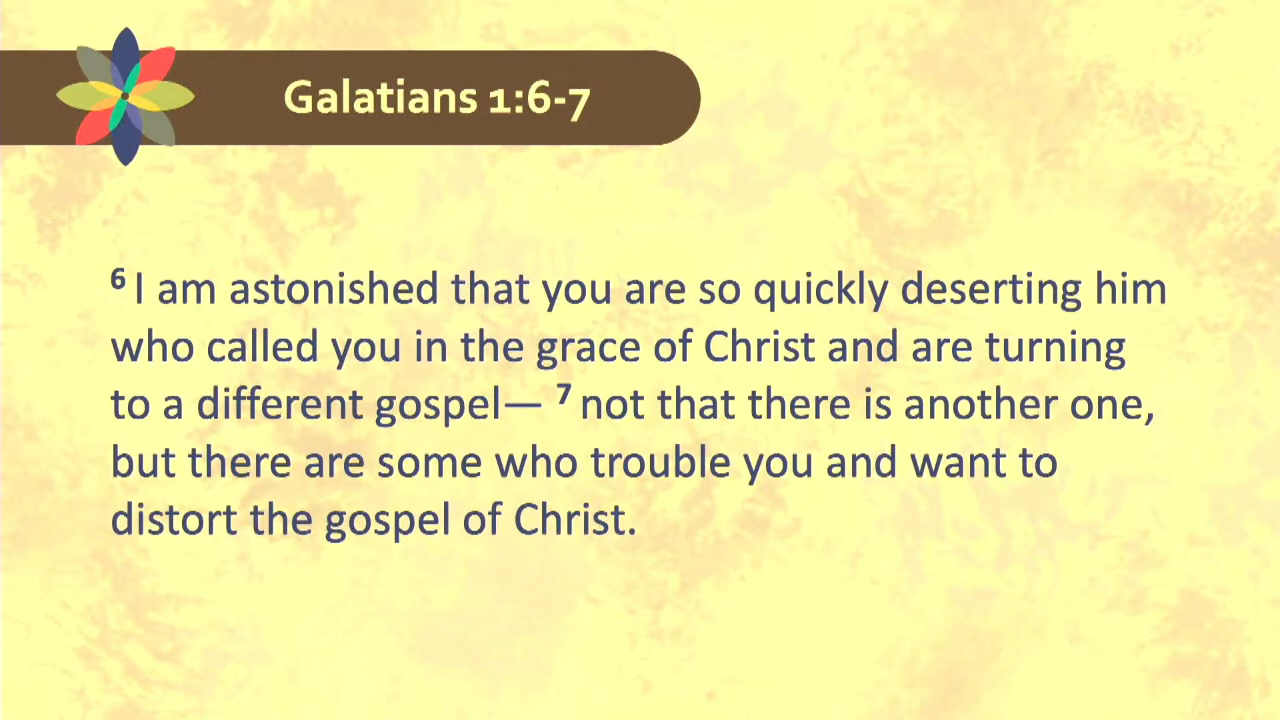 Galatians 1:6-7
⁶ I am astonished that you are so quickly deserting him
who called you in the grace of Christ and are turning
to a different gospel— ⁷ not that there is another one,
but there are some who trouble you and want to
distort the gospel of Christ.